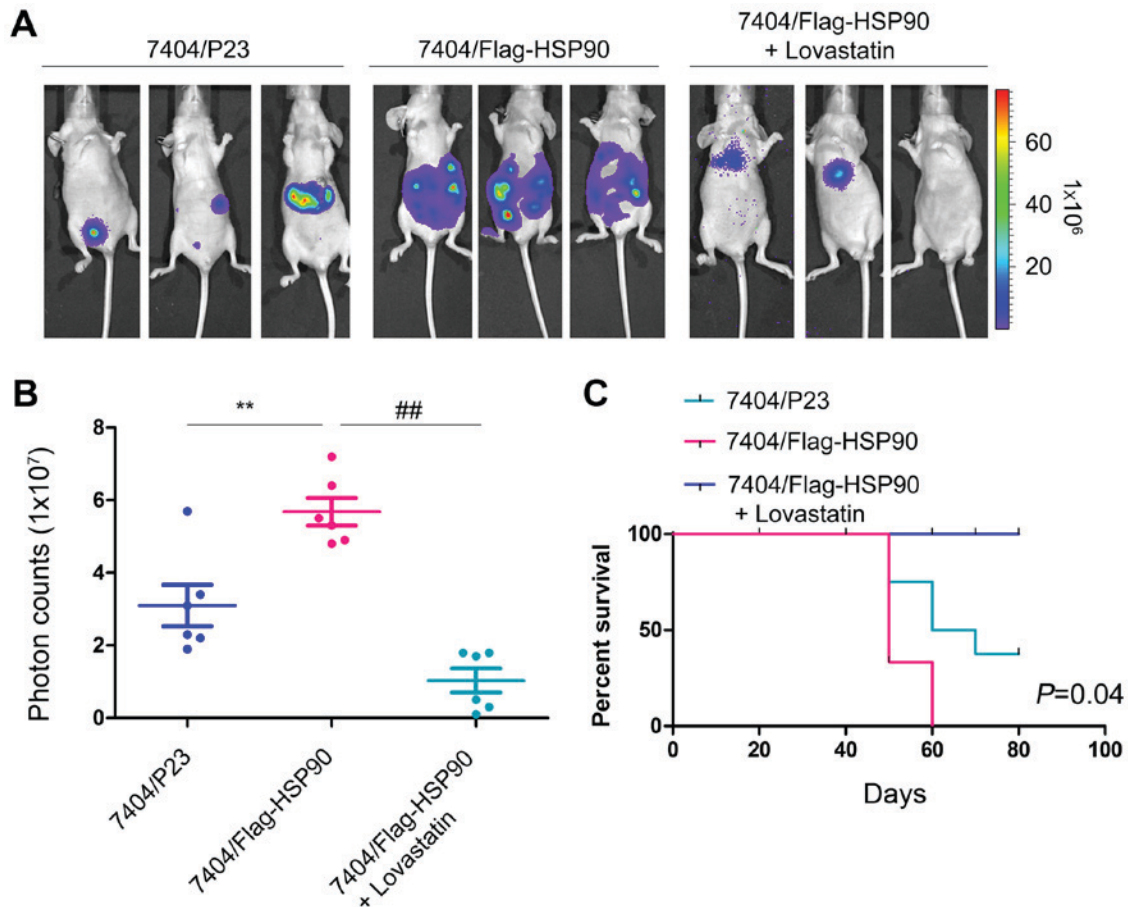 A
7404/P23
7404/Flag-HSP90
7404/Flag-HSP90
+ Lovastatin
60
40
20
1x10⁶
B
**
##
8
6
4
2
0
Photon counts (1x10⁷)
7404/P23
7404/Flag-HSP90
7404/Flag-HSP90
+ Lovastatin
C
7404/P23
7404/Flag-HSP90
7404/Flag-HSP90
+ Lovastatin
100
50
0
Percent survival
P=0.04
0 20 40 60 80 100
Days